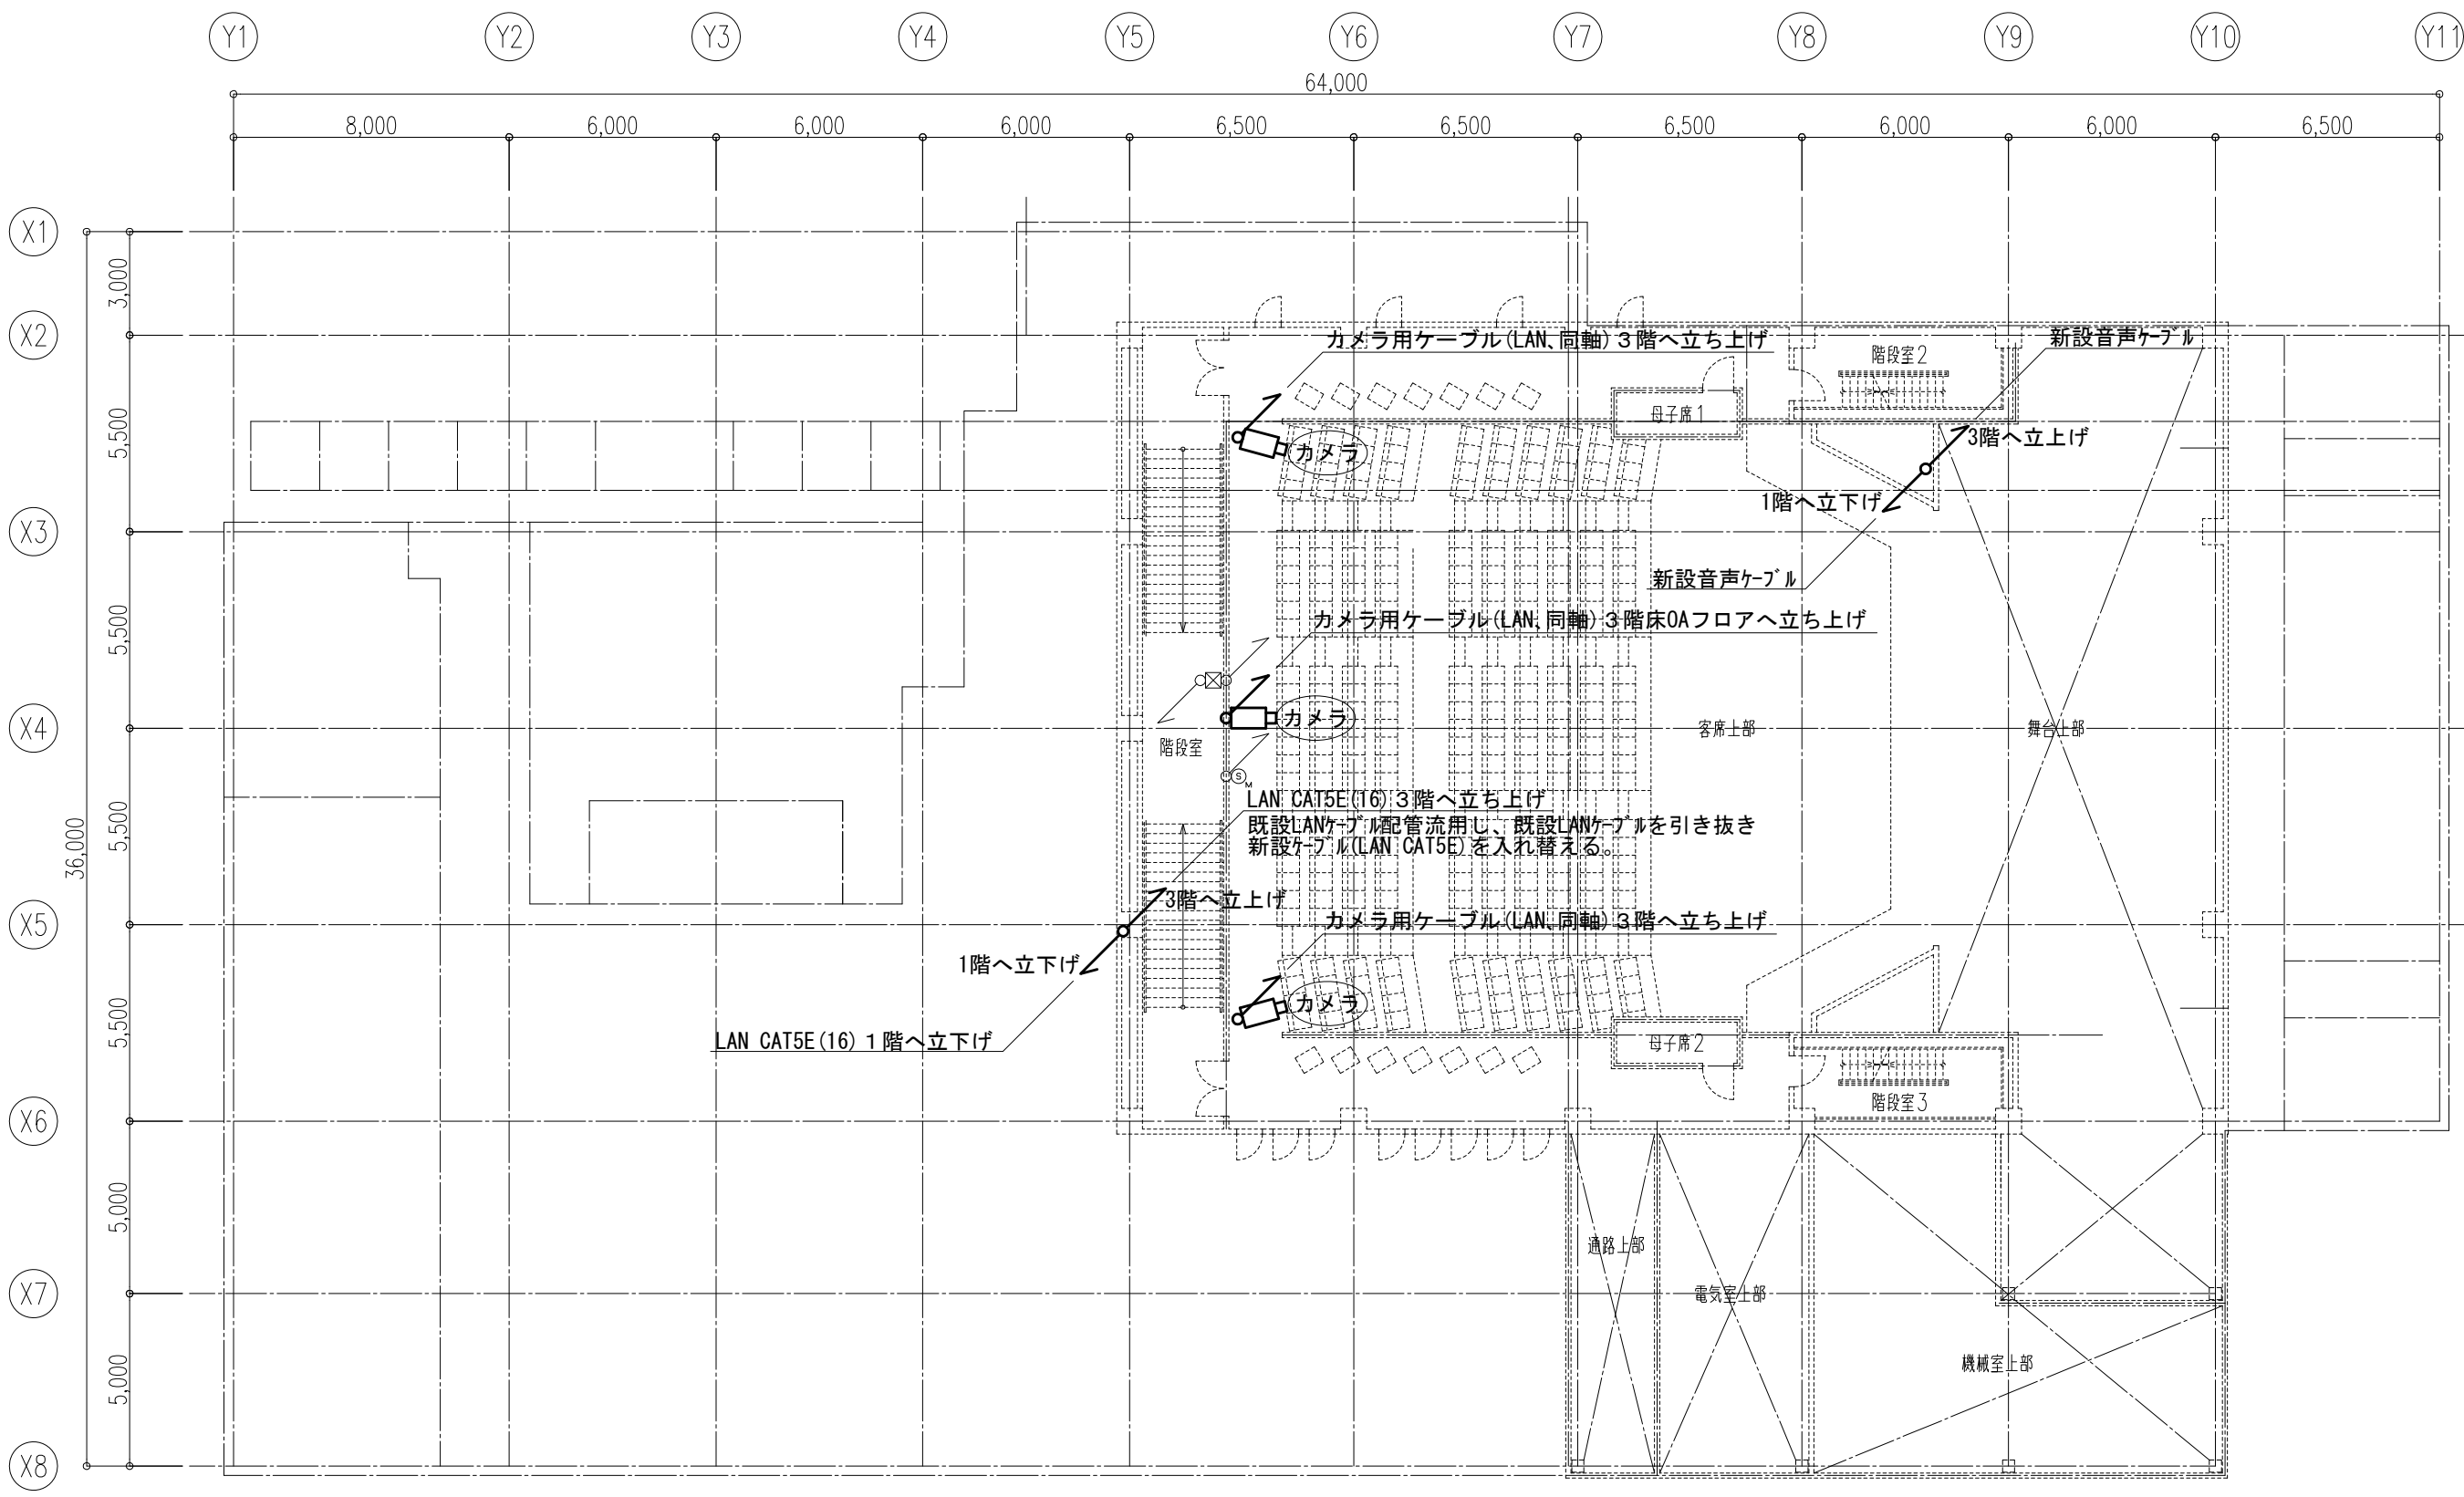 Y1 Y2 Y3 Y4 Y5 Y6 Y7 Y8 Y9 Y10 Y11
64,000
8,000 6,000 6,000 6,000 6,500 6,500 6,500 6,000 6,000 6,500
X1
3,000
X2
カメラ用ケーブル(LAN、同軸)３階へ立ち上げ
新設音声ｹｰﾌﾞﾙ
階段室2
母子席1
5,500
カメラ
3階へ立上げ
1階へ立下げ
X3
新設音声ｹｰﾌﾞﾙ
カメラ用ケーブル(LAN、同軸)３階床OAフロアへ立ち上げ
5,500
カメラ
X4
客席上部
舞台上部
階段室
S
M
LAN CAT5E(16)３階へ立ち上げ
既設LANｹｰﾌﾞﾙ配管流用し、既設LANｹｰﾌﾞﾙを引き抜き
新設ｹｰﾌﾞﾙ(LAN CAT5E)を入れ替える。
5,500
36,000
3階へ立上げ
X5
カメラ用ケーブル(LAN、同軸)３階へ立ち上げ
1階へ立下げ
カメラ
5,500
LAN CAT5E(16)１階へ立下げ
母子席2
階段室3
X6
5,000
通路上部
X7
電気室上部
機械室上部
5,000
X8